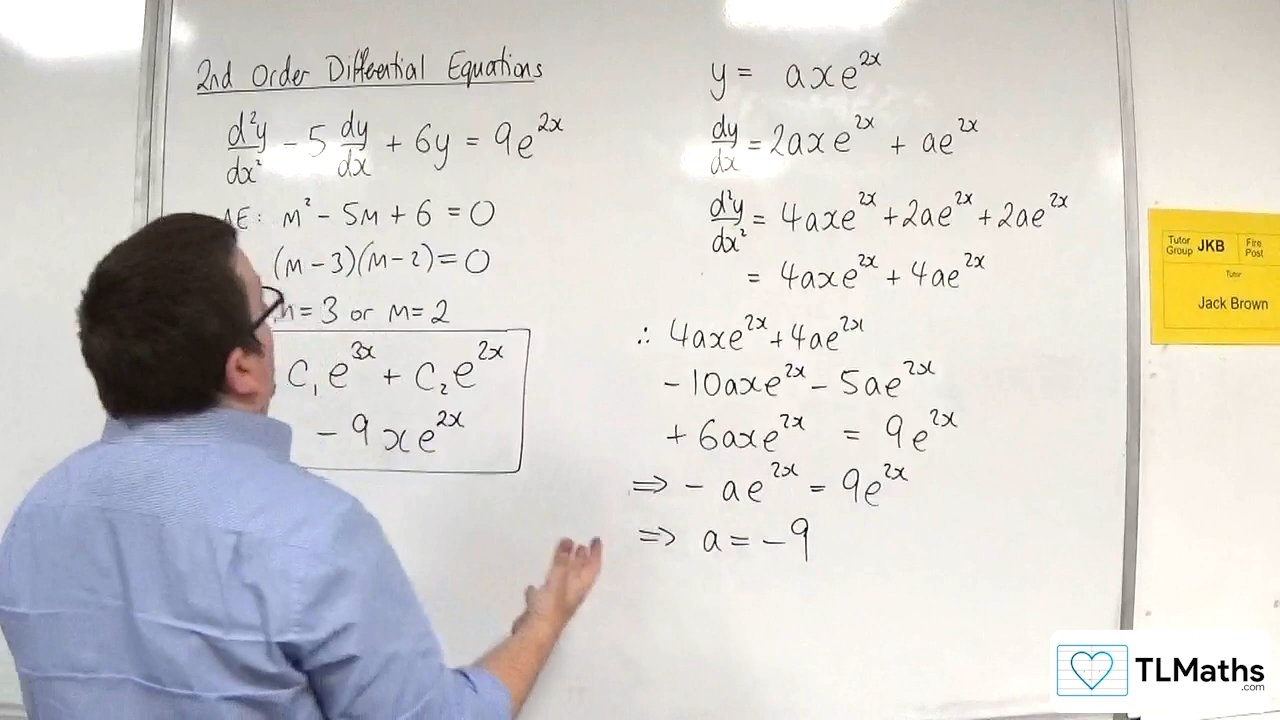 2nd Order Differential Equations
d²y/dx² - 5 dy/dx + 6y = 9e^2x
AE: m² - 5m + 6 = 0
(m - 3)(m - 2) = 0
m = 3 or m = 2
C₁e^3x + C₂e^2x
- 9xe^2x
y = axe^2x
dy/dx = 2axe^2x + ae^2x
d²y/dx² = 4axe^2x + 2ae^2x + 2ae^2x
= 4axe^2x + 4ae^2x
∴ 4axe^2x + 4ae^2x
- 10axe^2x - 5ae^2x
+ 6axe^2x = 9e^2x
⇒ - ae^2x = 9e^2x
⇒ a = -9
Tutor Group JKB Fire Post
Tutor
Jack Brown
TLMaths
.com